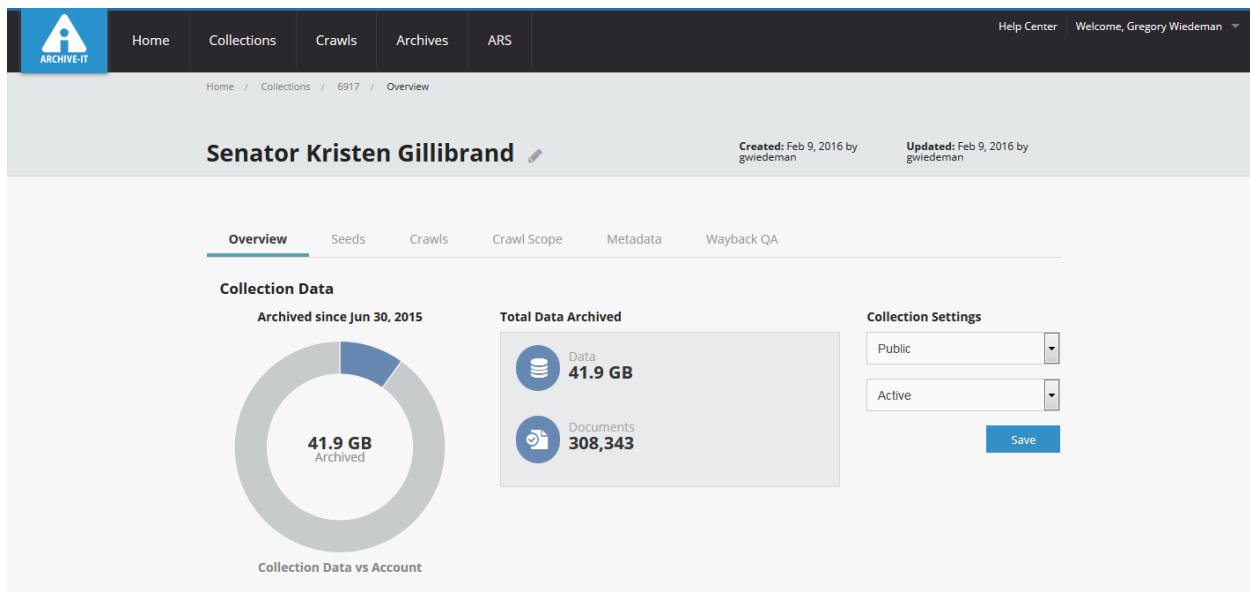 ARCHIVE-IT
Home
Collections
Crawls
Archives
ARS
Help Center
Welcome, Gregory Wiedeman
Home / Collections / 6917 / Overview
Senator Kristen Gillibrand
Created: Feb 9, 2016 by
gwiedeman
Updated: Feb 9, 2016 by
gwiedeman
Overview
Seeds
Crawls
Crawl Scope
Metadata
Wayback QA
Collection Data
Archived since Jun 30, 2015
41.9 GB
Archived
Collection Data vs Account
Total Data Archived
Data
41.9 GB
Documents
308,343
Collection Settings
Public
Active
Save